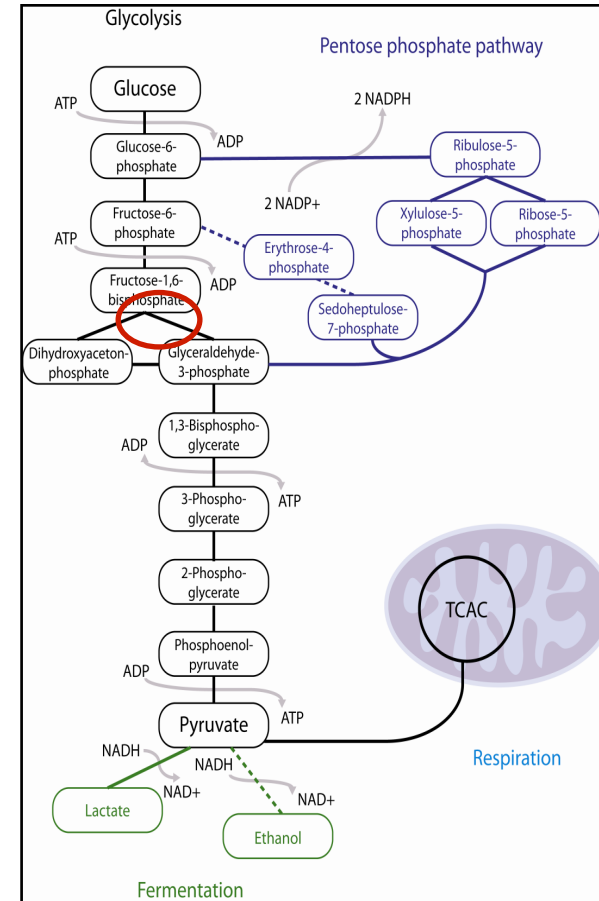 Glycolysis
Pentose phosphate pathway
Glucose
ATP
ADP
2 NADPH
Glucose-6-
phosphate
Ribulose-5-
phosphate
2 NADP+
Fructose-6-
phosphate
Xylulose-5-
phosphate
Ribose-5-
phosphate
ATP
ADP
Erythrose-4-
phosphate
Fructose-1,6-
bisphosphate
Sedoheptulose-
7-phosphate
Dihydroxyaceton-
phosphate
Glyceraldehyde-
3-phosphate
1,3-Bisphospho-
glycerate
ADP
ATP
3-Phospho-
glycerate
2-Phospho-
glycerate
TCAC
Phosphoenol-
pyruvate
ADP
ATP
Pyruvate
Respiration
NADH
NAD+
NADH
NAD+
Lactate
Ethanol
Fermentation